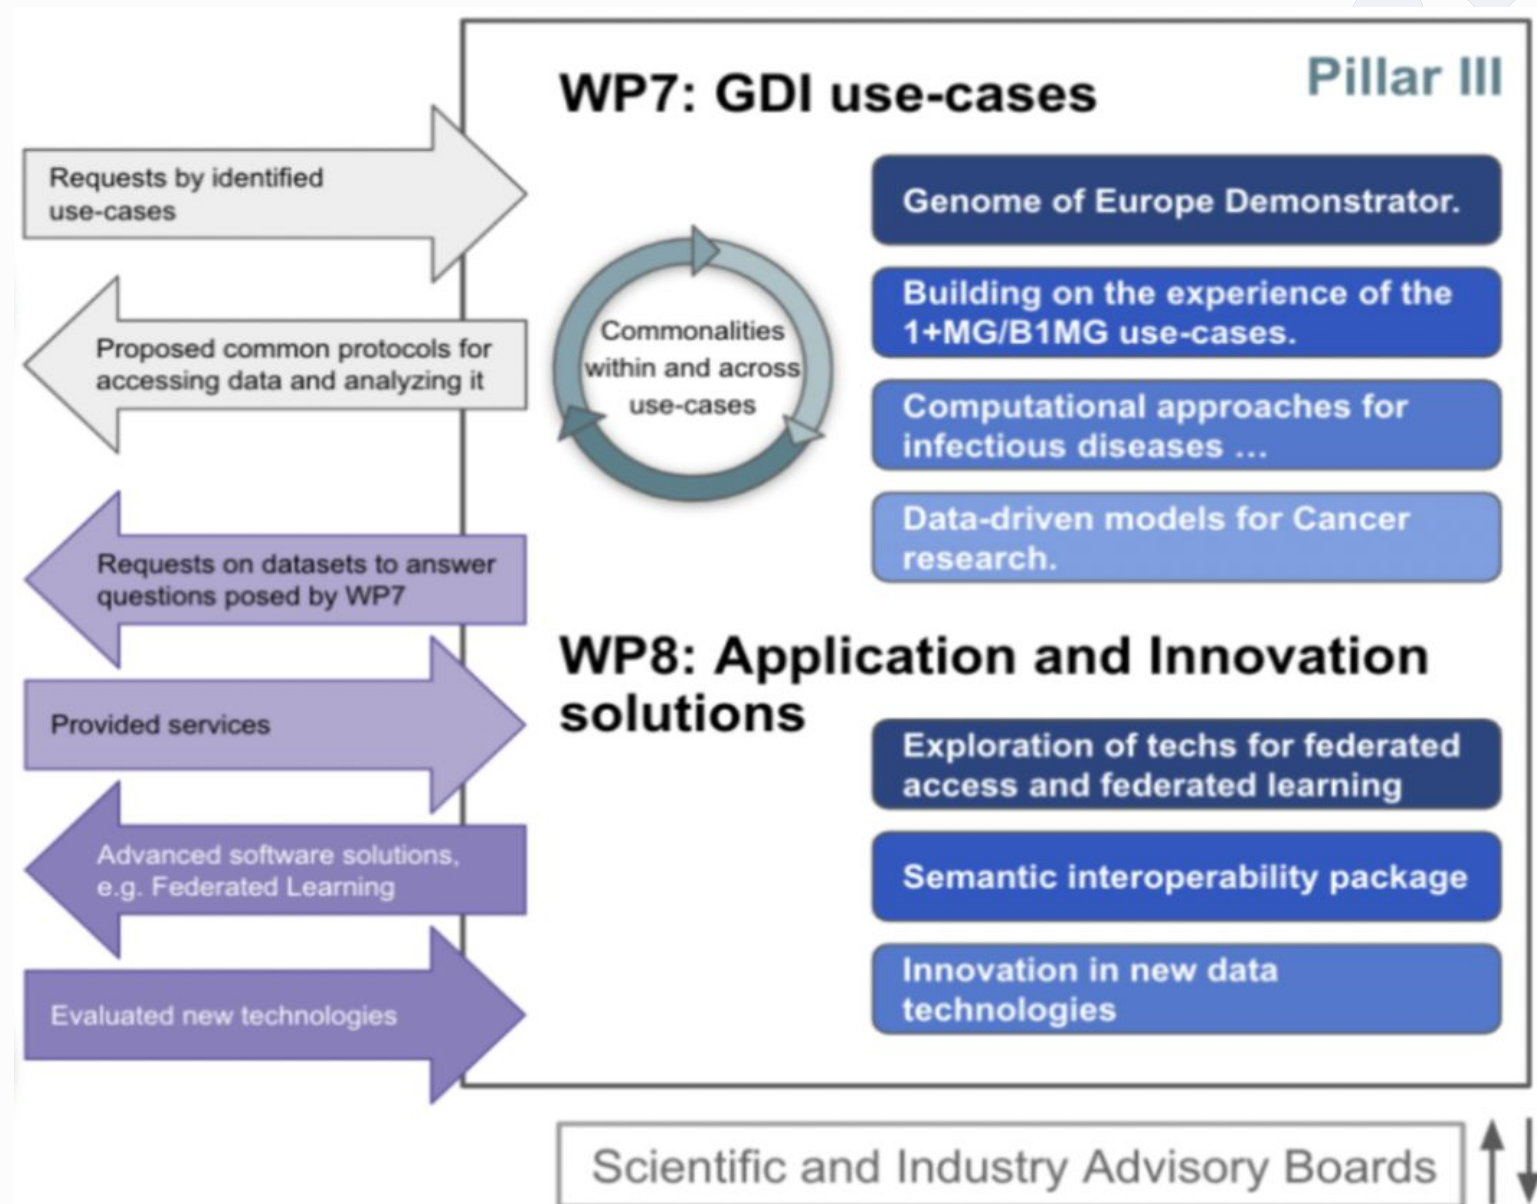 Pillar III
WP7: GDI use-cases
Requests by identified
use-cases
Proposed common protocols for
accessing data and analyzing it
Commonalities
within and across
use-cases
Genome of Europe Demonstrator.
Building on the experience of the
1+MG/B1MG use-cases.
Computational approaches for
infectious diseases ...
Data-driven models for Cancer
research.
Requests on datasets to answer
questions posed by WP7
Provided services
Advanced software solutions,
e.g. Federated Learning
Evaluated new technologies
WP8: Application and Innovation
solutions
Exploration of techs for federated
access and federated learning
Semantic interoperability package
Innovation in new data
technologies
Scientific and Industry Advisory Boards